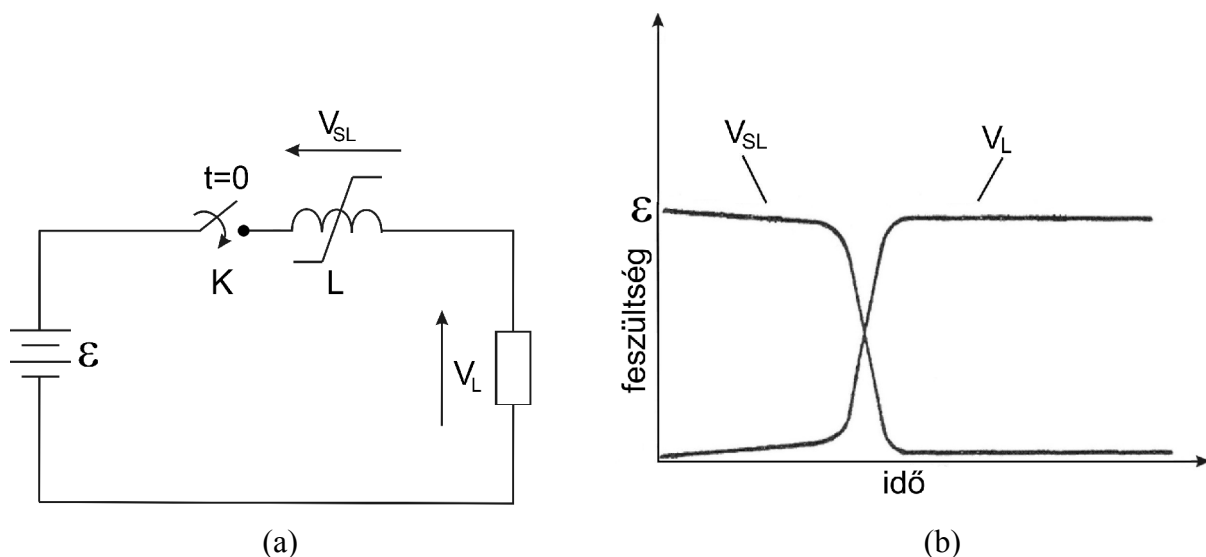 V_SL
t=0
K
L
ε
V_L
(a)
V_SL
V_L
ε
feszültség
idő
(b)